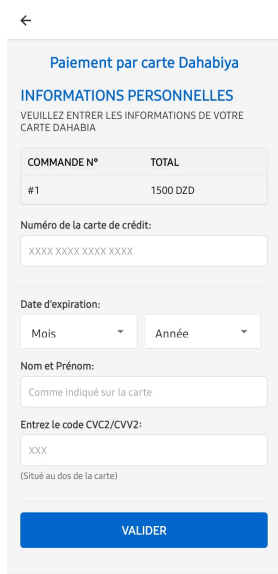 Paiement par carte Dahabiya
INFORMATIONS PERSONNELLES
VEUILLEZ ENTRER LES INFORMATIONS DE VOTRE
CARTE DAHABIA
COMMANDE Nº TOTAL
#1 1500 DZD
Numéro de la carte de crédit:
XXXX XXXX XXXX XXXX
Date d'expiration:
Mois Année
Nom et Prénom:
Comme indiqué sur la carte
Entrez le code CVC2/CVV2:
XXX
(Situé au dos de la carte)
VALIDER